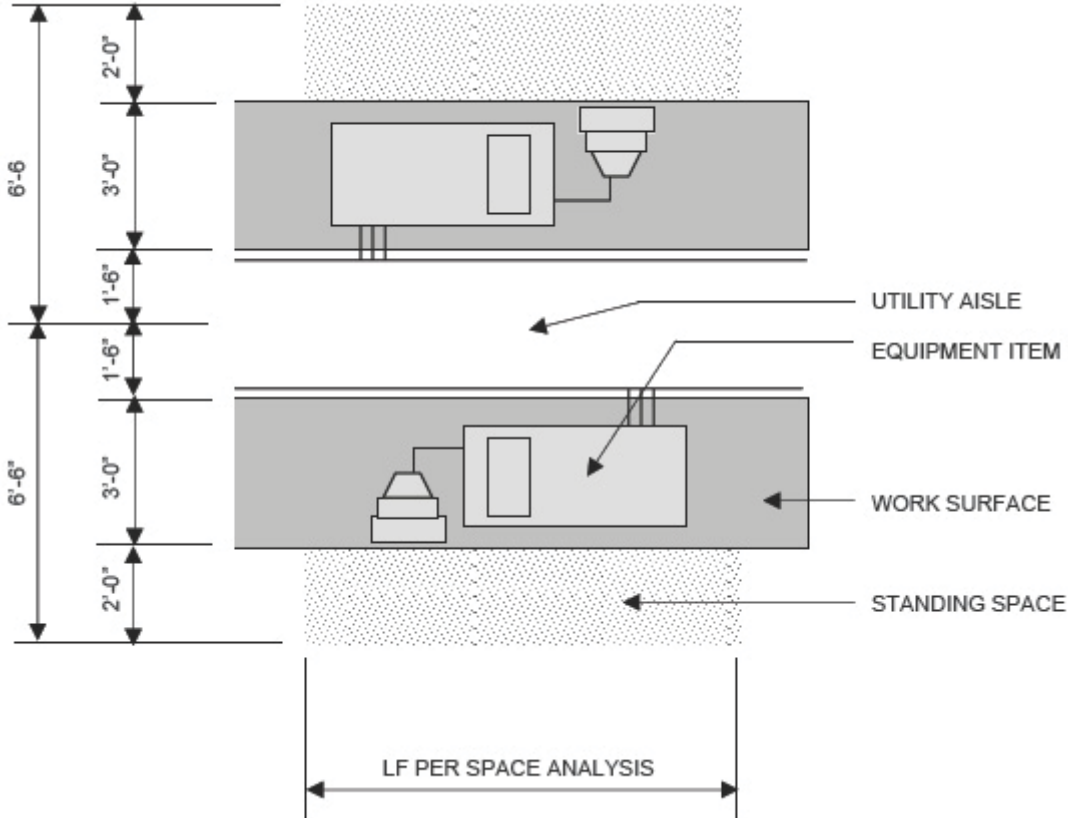 2'-0"
3'-0"
6'-6
1'-6"
1'-6"
3'-0"
6'-6"
2'-0"
UTILITY AISLE
EQUIPMENT ITEM
WORK SURFACE
STANDING SPACE
LF PER SPACE ANALYSIS